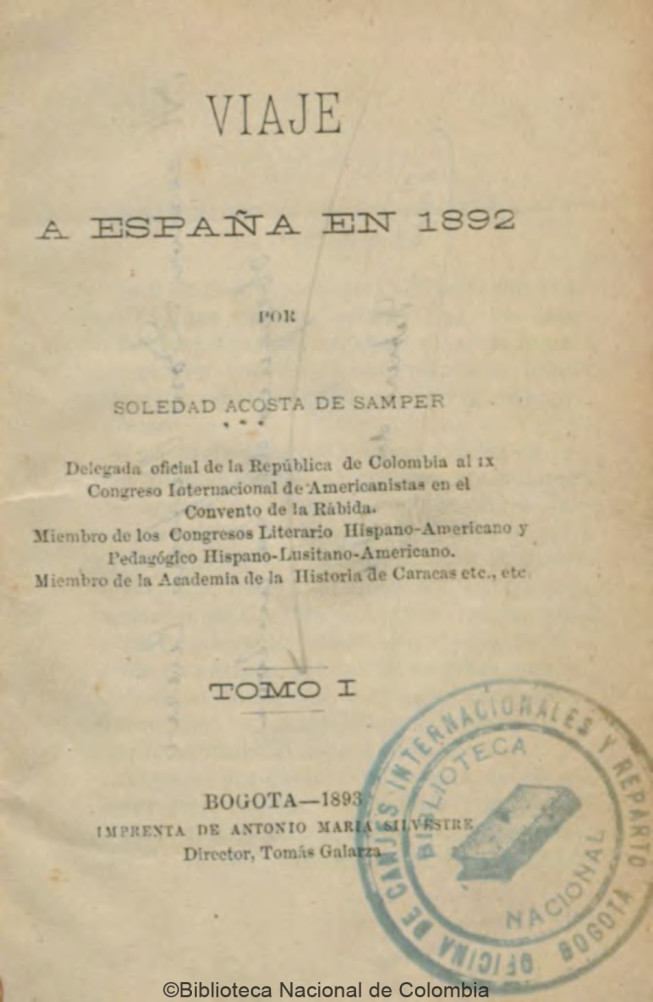 VIAJE
A ESPAÑA EN 1892
POR
SOLEDAD ACOSTA DE SAMPER
Delegada oficial de la República de Colombia al IX
Congreso Internacional de Americanistas en el
Convento de la Rábida.
Miembro de los Congresos Literario Hispano-Americano y
Pedagógico Hispano-Lusitano-Americano.
Miembro de la Academia de la Historia de Caracas etc., etc.
TOMO I
BOGOTA—1893
IMPRENTA DE ANTONIO MARIA SILVESTRE
Director, Tomás Galarza
OFICINA DE CANJES INTERNACIONALES Y REPARTO
BOGOTA
BIBLIOTECA
NACIONAL
©Biblioteca Nacional de Colombia